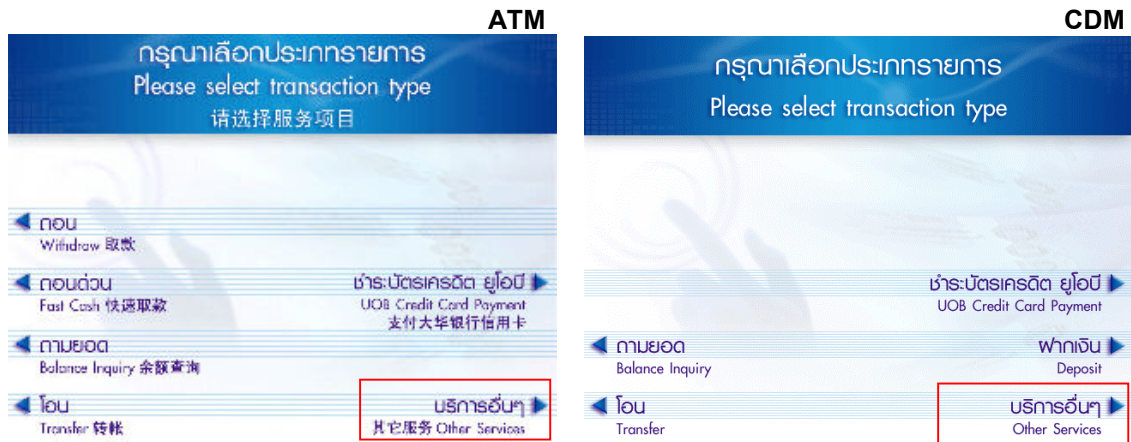 ATM
กรุณาเลือกประเภทรายการ
Please select transaction type
请选择服务项目
ถอน
Withdraw 取款
ถอนด่วน
Fast Cash 快速取款
ชำระบัตรเครดิต ยูโอบี
UOB Credit Card Payment
支付大华银行信用卡
ถามยอด
Balance Inquiry 余额查询
โอน
Transfer 转帐
บริการอื่นๆ
其它服务 Other Services
CDM
กรุณาเลือกประเภทรายการ
Please select transaction type
ชำระบัตรเครดิต ยูโอบี
UOB Credit Card Payment
ถามยอด
Balance Inquiry
ฝากเงิน
Deposit
โอน
Transfer
บริการอื่นๆ
Other Services